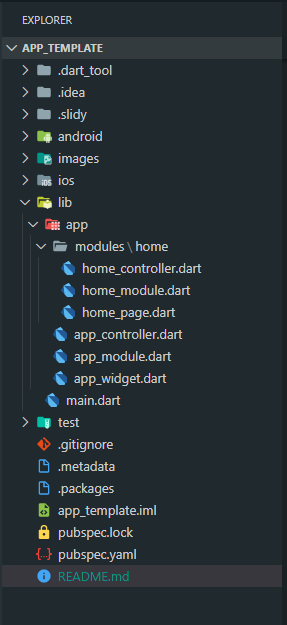 EXPLORER
APP_TEMPLATE
.dart_tool
.idea
.slidy
android
images
ios
lib
app
modules \ home
home_controller.dart
home_module.dart
home_page.dart
app_controller.dart
app_module.dart
app_widget.dart
main.dart
test
.gitignore
.metadata
.packages
app_template.iml
pubspec.lock
pubspec.yaml
README.md